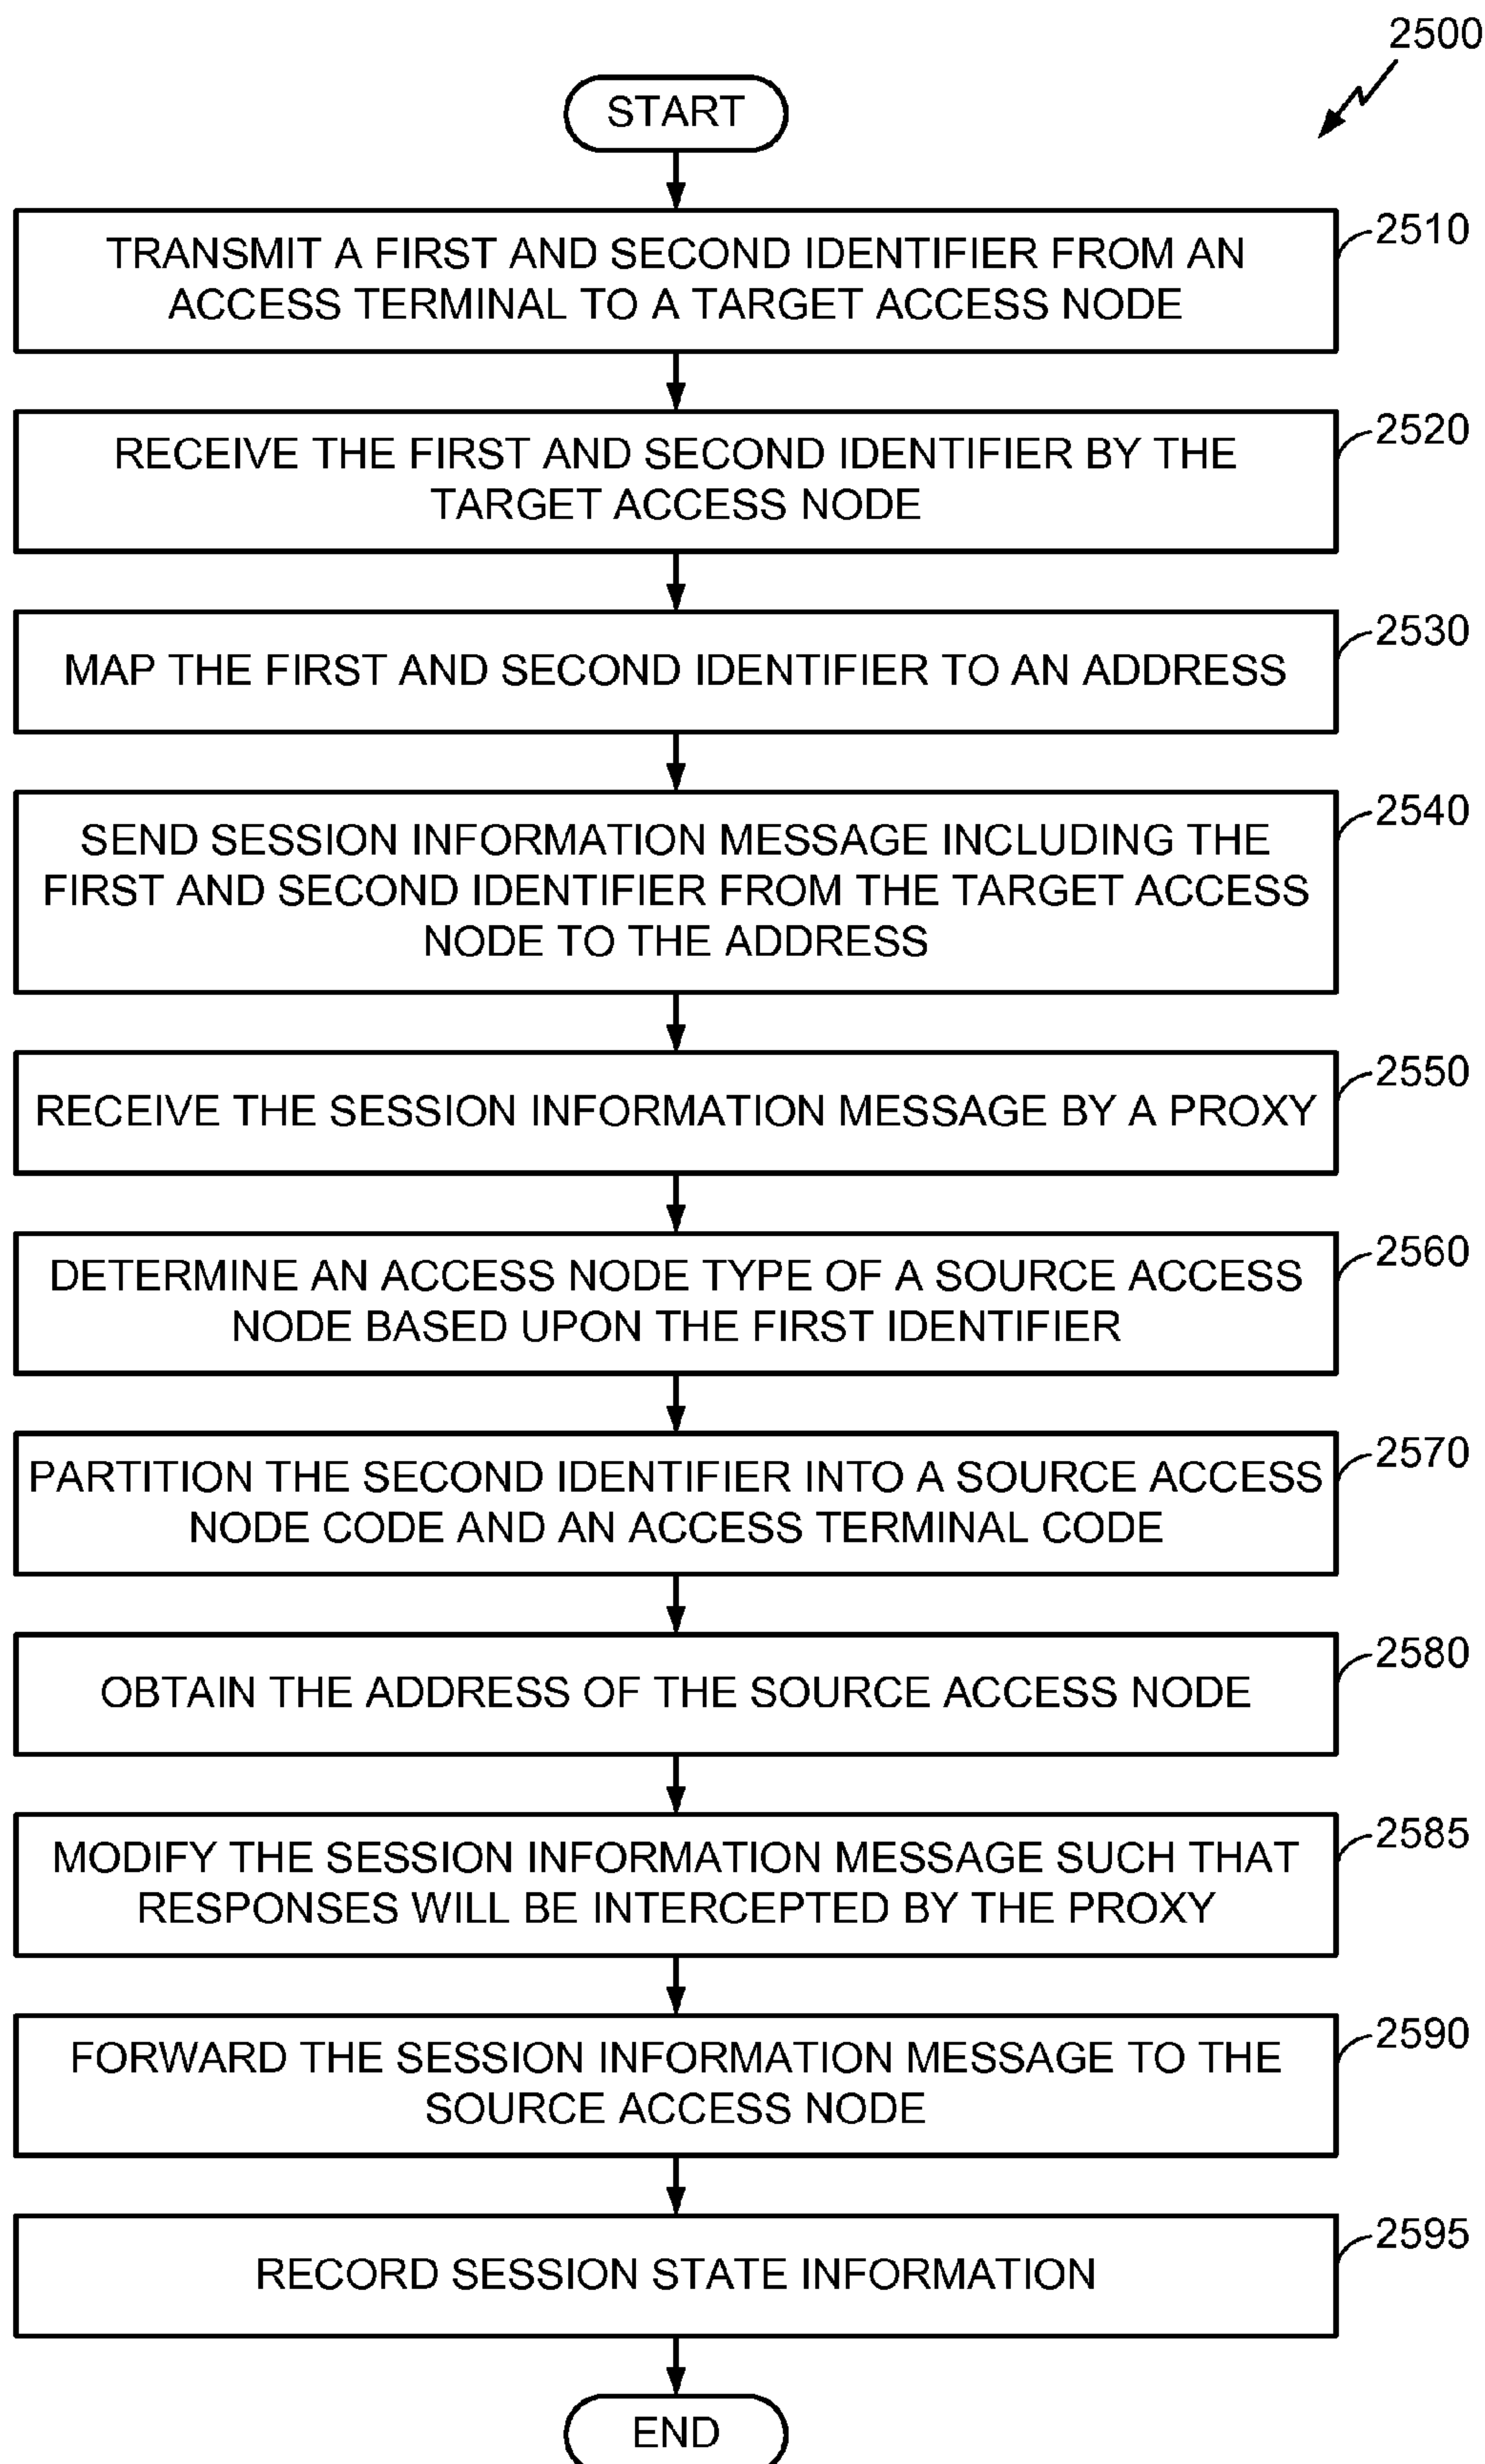 2500
START
TRANSMIT A FIRST AND SECOND IDENTIFIER FROM AN
ACCESS TERMINAL TO A TARGET ACCESS NODE
2510
RECEIVE THE FIRST AND SECOND IDENTIFIER BY THE
TARGET ACCESS NODE
2520
MAP THE FIRST AND SECOND IDENTIFIER TO AN ADDRESS
2530
SEND SESSION INFORMATION MESSAGE INCLUDING THE
FIRST AND SECOND IDENTIFIER FROM THE TARGET ACCESS
NODE TO THE ADDRESS
2540
RECEIVE THE SESSION INFORMATION MESSAGE BY A PROXY
2550
DETERMINE AN ACCESS NODE TYPE OF A SOURCE ACCESS
NODE BASED UPON THE FIRST IDENTIFIER
2560
PARTITION THE SECOND IDENTIFIER INTO A SOURCE ACCESS
NODE CODE AND AN ACCESS TERMINAL CODE
2570
OBTAIN THE ADDRESS OF THE SOURCE ACCESS NODE
2580
MODIFY THE SESSION INFORMATION MESSAGE SUCH THAT
RESPONSES WILL BE INTERCEPTED BY THE PROXY
2585
FORWARD THE SESSION INFORMATION MESSAGE TO THE
SOURCE ACCESS NODE
2590
RECORD SESSION STATE INFORMATION
2595
END